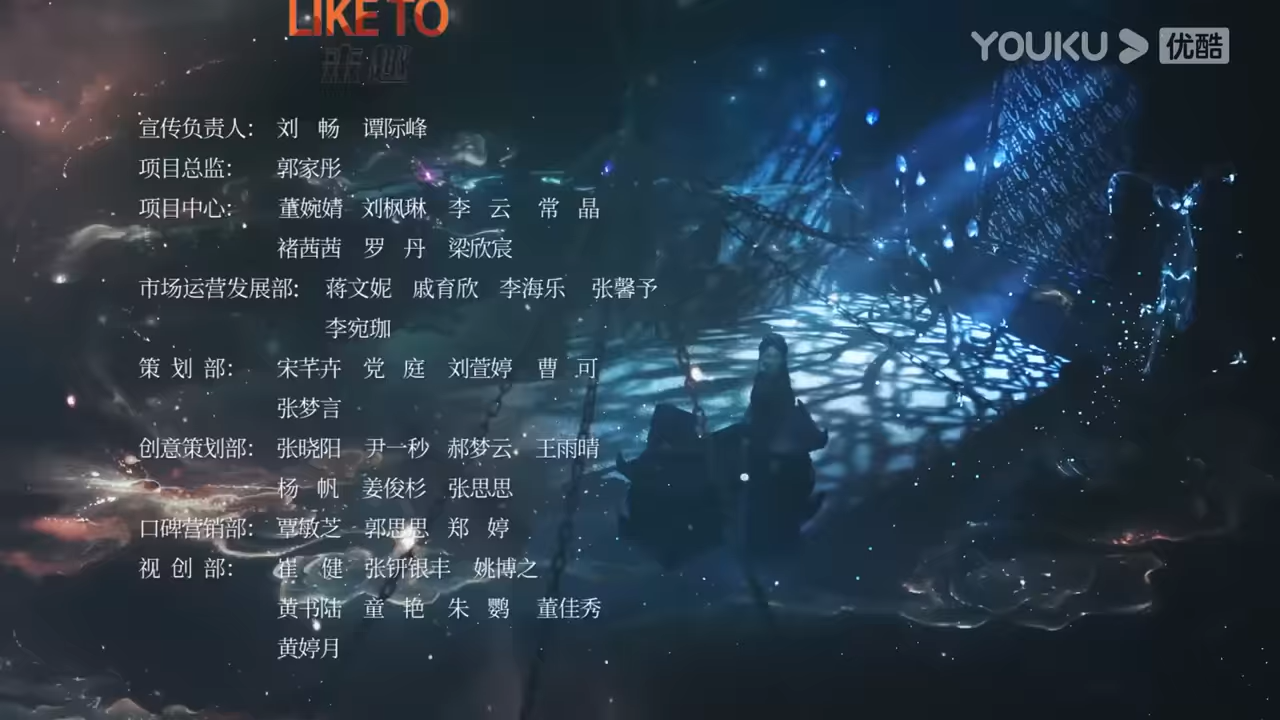 LIKE TO
YOUKU 优酷
宣传负责人： 刘 畅 谭际峰
项目总监： 郭家彤
项目中心： 董婉婧 刘枫琳 李 云 常 晶
褚茜茜 罗 丹 梁欣宸
市场运营发展部： 蒋文妮 戚育欣 李海乐 张馨予
李宛珈
策 划 部： 宋芊卉 党 庭 刘萱婷 曹 可
张梦言
创意策划部： 张晓阳 尹一秒 郝梦云 王雨晴
杨 帆 姜俊杉 张思思
口碑营销部： 覃敏芝 郭思思 郑 婷
视 创 部： 崔 健 张钘银丰 姚博之
黄书陆 童 艳 朱 鹦 董佳秀
黄婷月